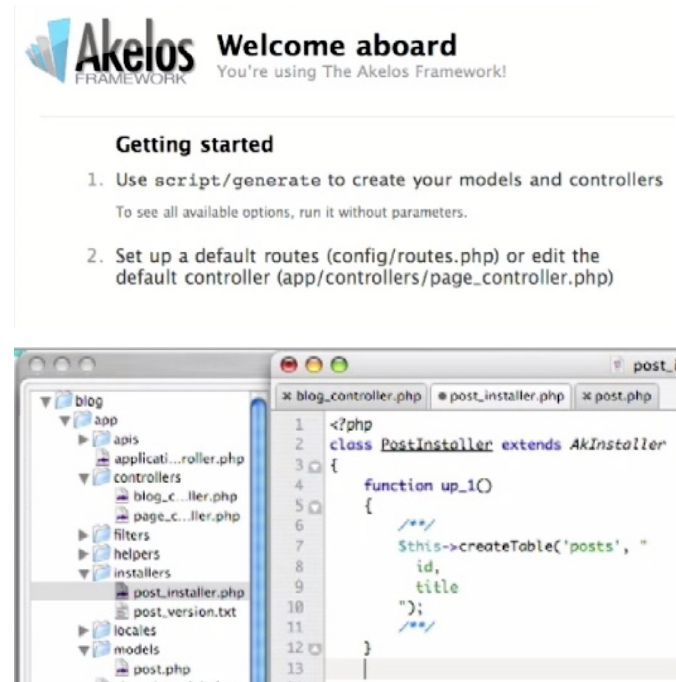 Akelos
FRAMEWORK
Welcome aboard
You're using The Akelos Framework!
Getting started
1. Use script/generate to create your models and controllers
To see all available options, run it without parameters.
2. Set up a default routes (config/routes.php) or edit the
default controller (app/controllers/page_controller.php)
post_i
blog
app
apis
applicati...roller.php
controllers
blog_c...ller.php
page_c...ller.php
filters
helpers
installers
post_installer.php
post_version.txt
locales
models
post.php
blog_controller.php post_installer.php post.php
1 <?php
2 class PostInstaller extends AkInstaller
3 {
4 function up_1()
5 {
6 /**/
7 $this->createTable('posts', "
8 id,
9 title
10 ");
11 /**/
12 }
13